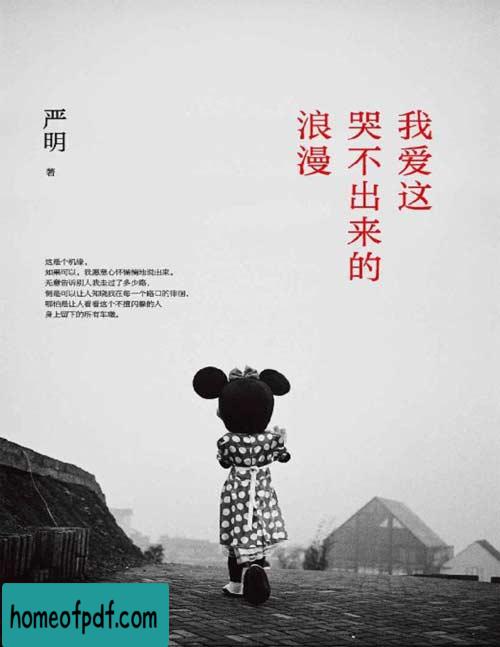 我爱这
哭不出来的
浪漫
严明
著
这是个机缘。
如果可以，我愿意心怀惴惴地说出来。
无意告诉别人我走过了多少路，
倒是可以让人知晓我在每一个路口的徘徊，
哪怕是让人看看这个不擅闪躲的人
身上留下的所有车辙。
homeofpdf.com